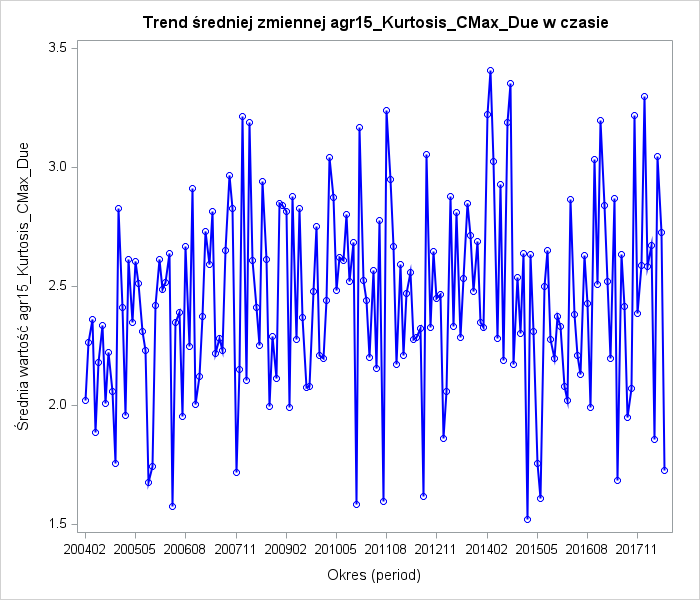 Trend średniej zmiennej agr15_Kurtosis_CMax_Due w czasie
3.5
3.0
2.5
2.0
1.5
Średnia wartość agr15_Kurtosis_CMax_Due
200402 200505 200608 200711 200902 201005 201108 201211 201402 201505 201608 201711
Okres (period)